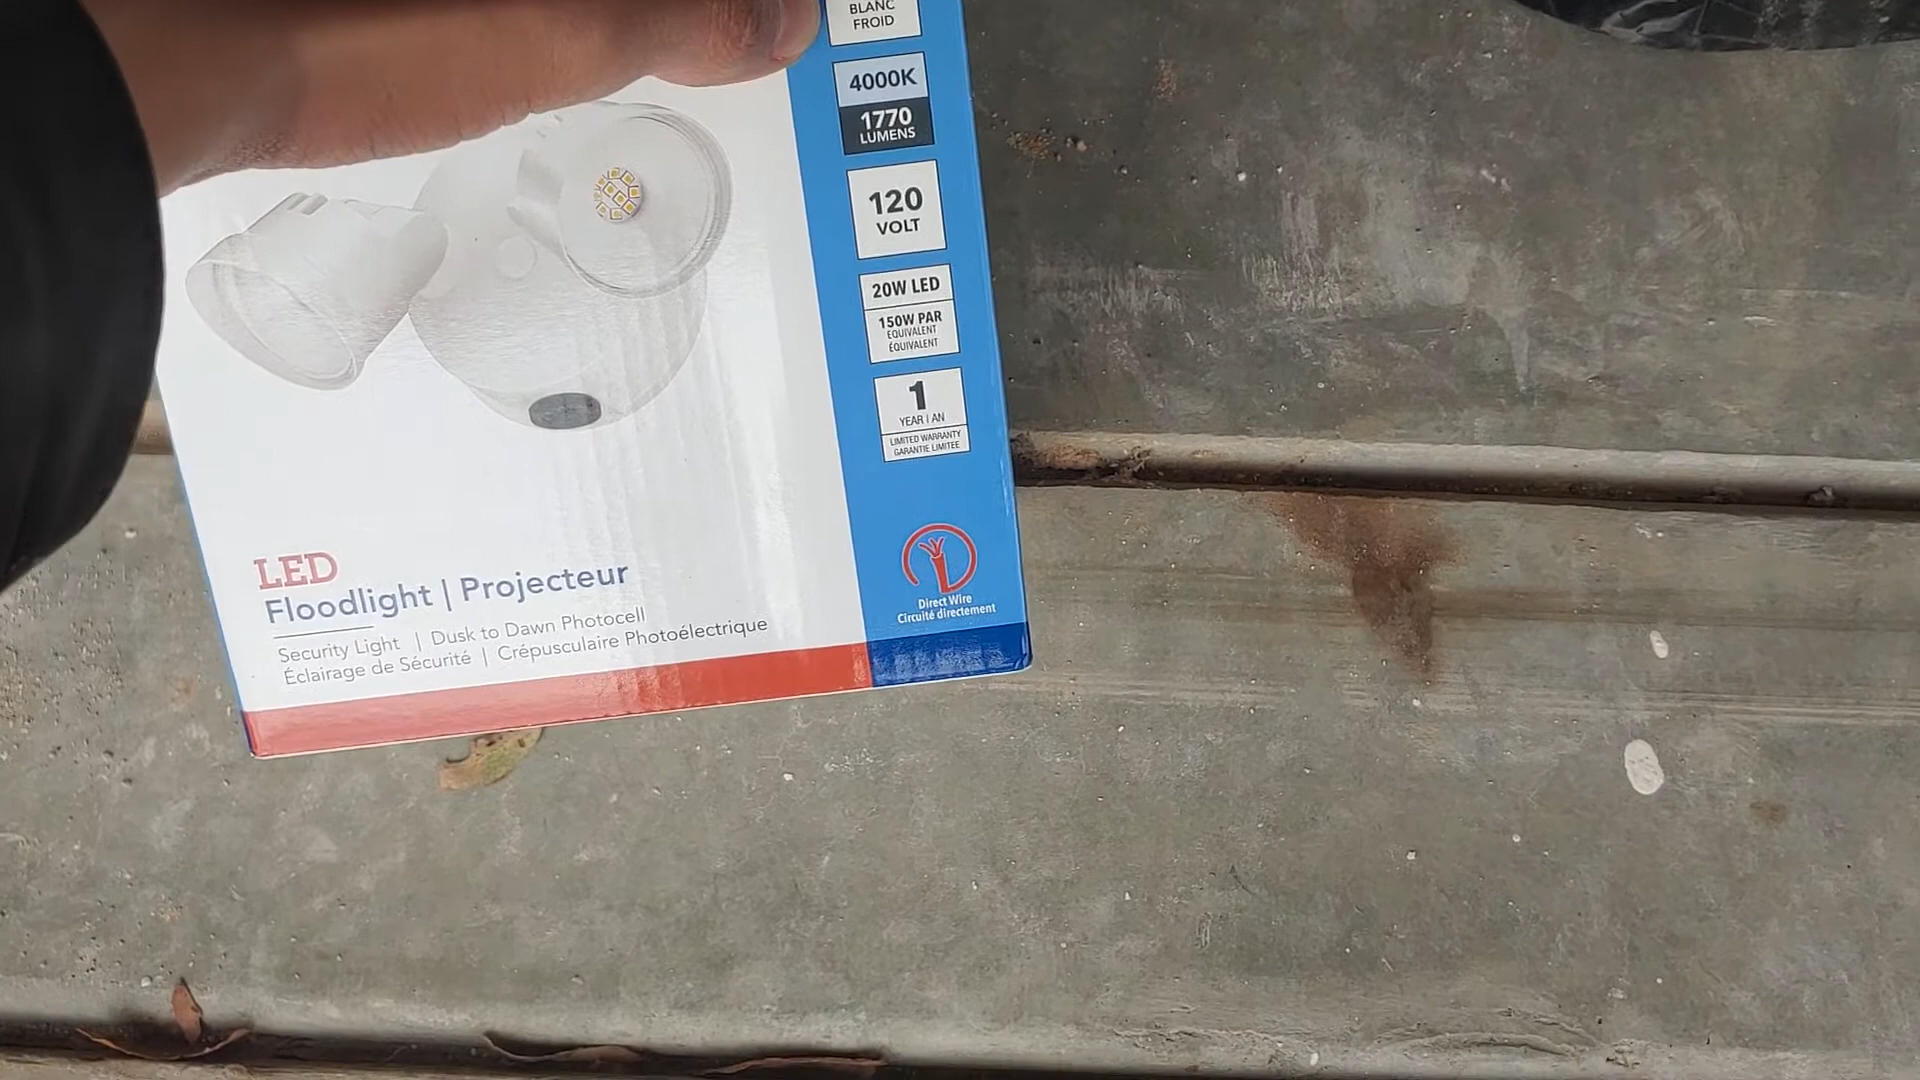 BLANC
FROID
4000K
1770
LUMENS
120
VOLT
20W LED
150W PAR
EQUIVALENT
ÉQUIVALENT
1
YEAR | AN
LIMITED WARRANTY
GARANTIE LIMITEE
LED
Floodlight | Projecteur
Security Light | Dusk to Dawn Photocell
Éclairage de Sécurité | Crépusculaire Photoélectrique
Direct Wire
Circuité directement